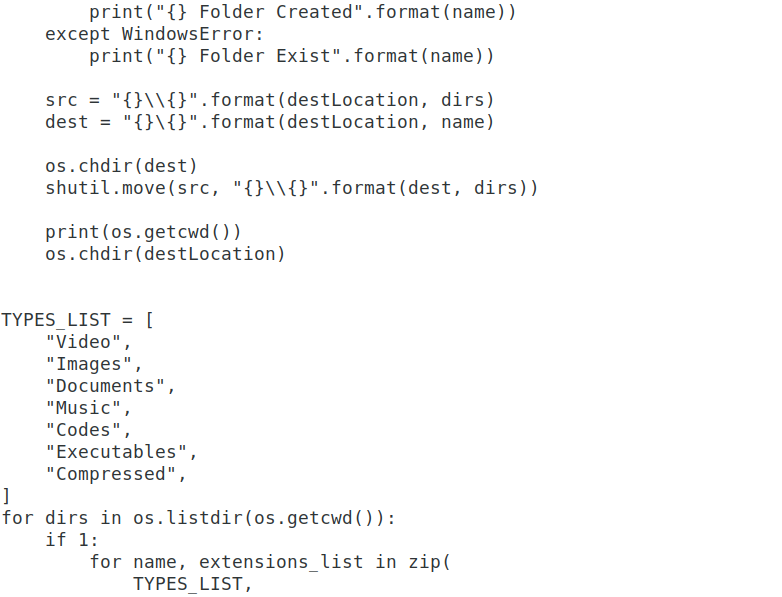 print("{} Folder Created".format(name))
    except WindowsError:
        print("{} Folder Exist".format(name))

    src = "{}\\{}".format(destLocation, dirs)
    dest = "{}\{}".format(destLocation, name)

    os.chdir(dest)
    shutil.move(src, "{}\\{}".format(dest, dirs))

    print(os.getcwd())
    os.chdir(destLocation)


TYPES_LIST = [
    "Video",
    "Images",
    "Documents",
    "Music",
    "Codes",
    "Executables",
    "Compressed",
]
for dirs in os.listdir(os.getcwd()):
    if 1:
        for name, extensions_list in zip(
            TYPES_LIST,